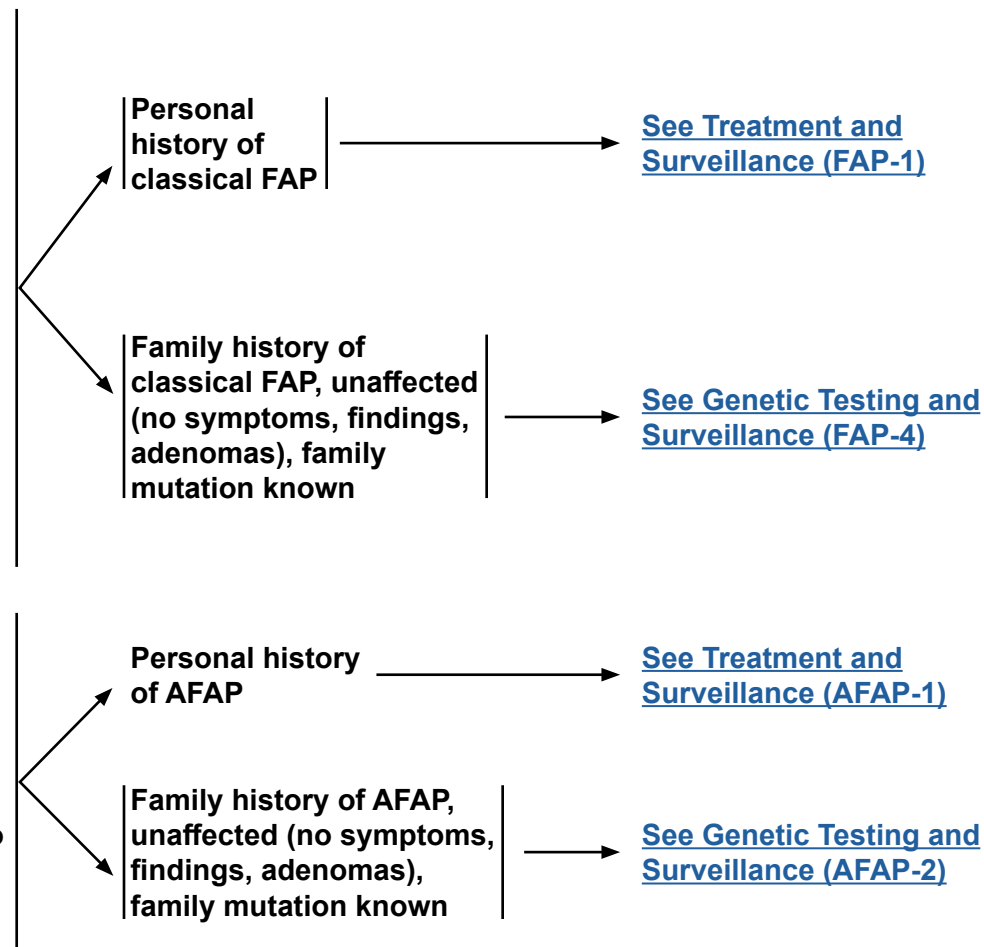 Personal
history of
classical FAP
See Treatment and
Surveillance (FAP-1)
Family history of
classical FAP, unaffected
(no symptoms, findings,
adenomas), family
mutation known
See Genetic Testing and
Surveillance (FAP-4)
Personal history
of AFAP
See Treatment and
Surveillance (AFAP-1)
Family history of AFAP,
unaffected (no symptoms,
findings, adenomas),
family mutation known
See Genetic Testing and
Surveillance (AFAP-2)